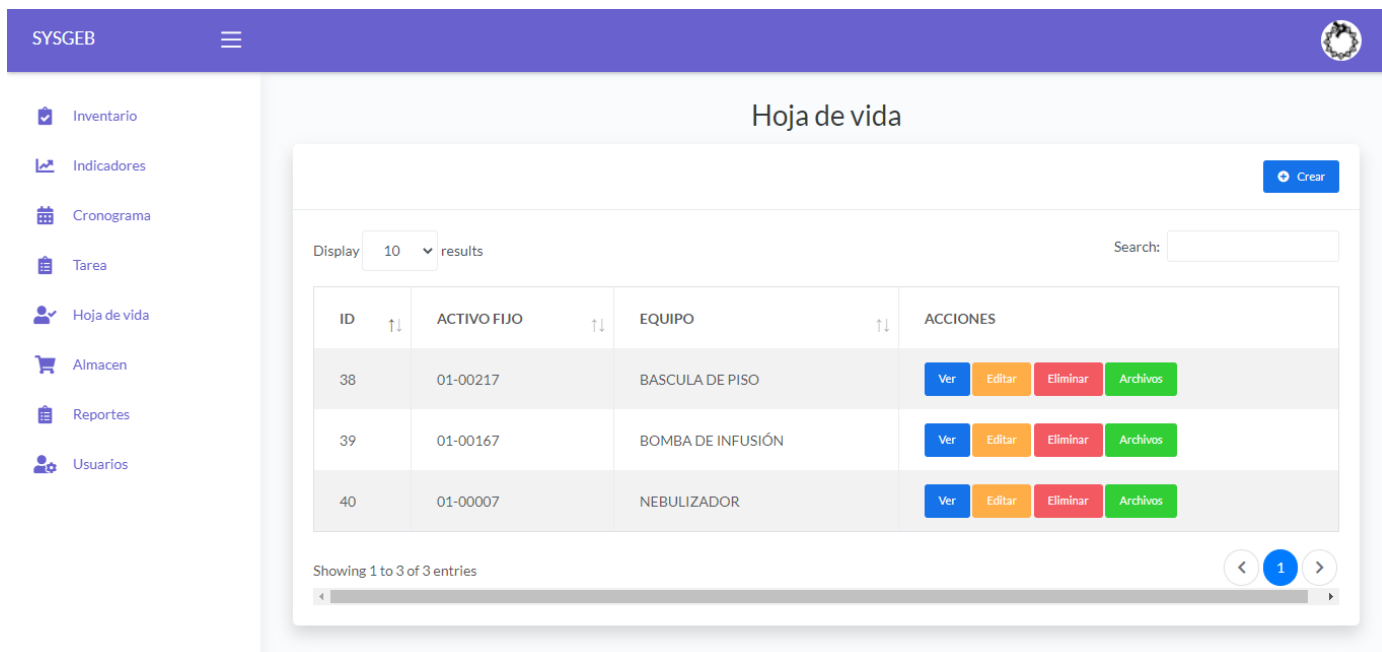 SYSGEB
Inventario
Indicadores
Cronograma
Tarea
Hoja de vida
Almacen
Reportes
Usuarios
Hoja de vida
Crear
Display 10 results
Search:
ID ACTIVO FIJO EQUIPO ACCIONES
38 01-00217 BASCULA DE PISO Ver Editar Eliminar Archivos
39 01-00167 BOMBA DE INFUSIÓN Ver Editar Eliminar Archivos
40 01-00007 NEBULIZADOR Ver Editar Eliminar Archivos
Showing 1 to 3 of 3 entries
1